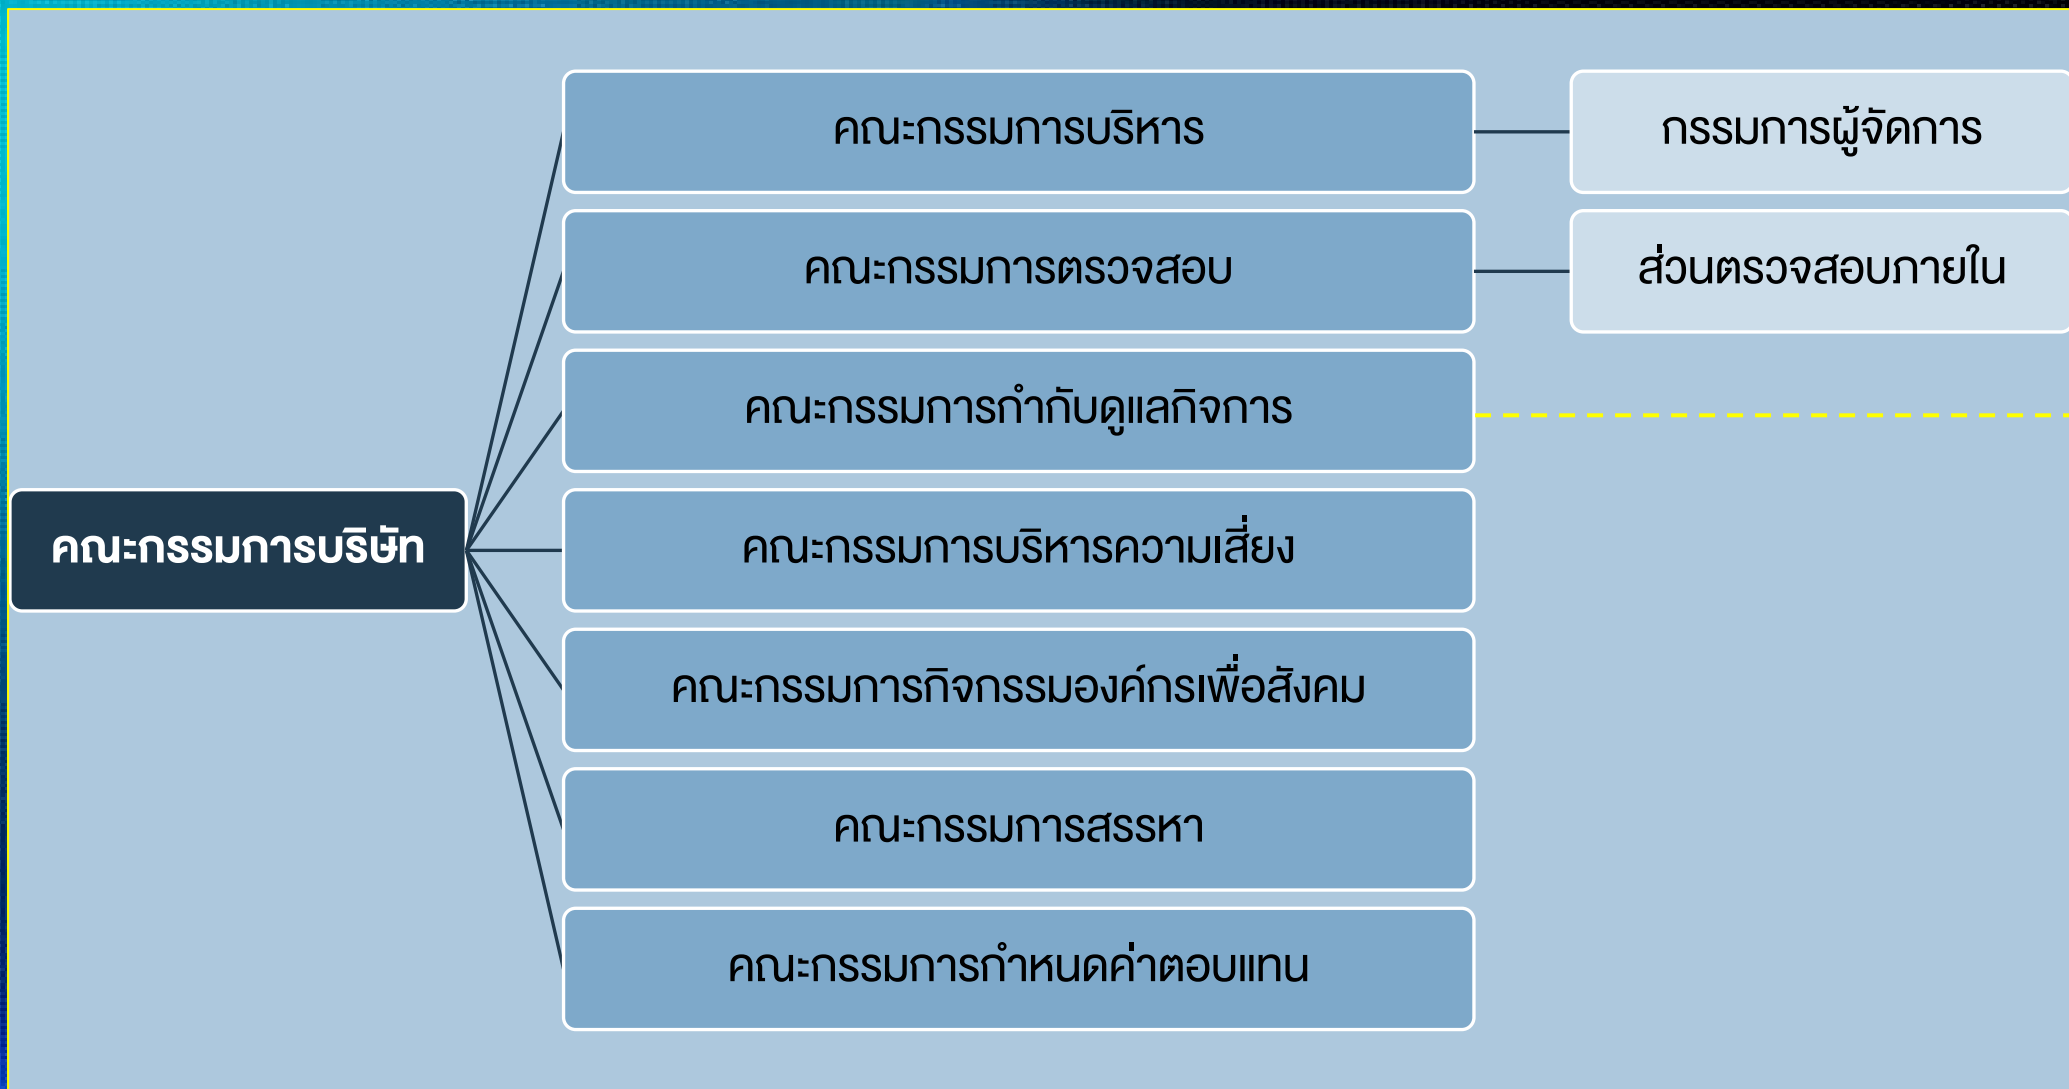 คณะกรรมการบริษัท
คณะกรรมการบริหาร
กรรมการผู้จัดการ
คณะกรรมการตรวจสอบ
ส่วนตรวจสอบภายใน
คณะกรรมการกำกับดูแลกิจการ
คณะกรรมการบริหารความเสี่ยง
คณะกรรมการกิจกรรมองค์กรเพื่อสังคม
คณะกรรมการสรรหา
คณะกรรมการกำหนดค่าตอบแทน